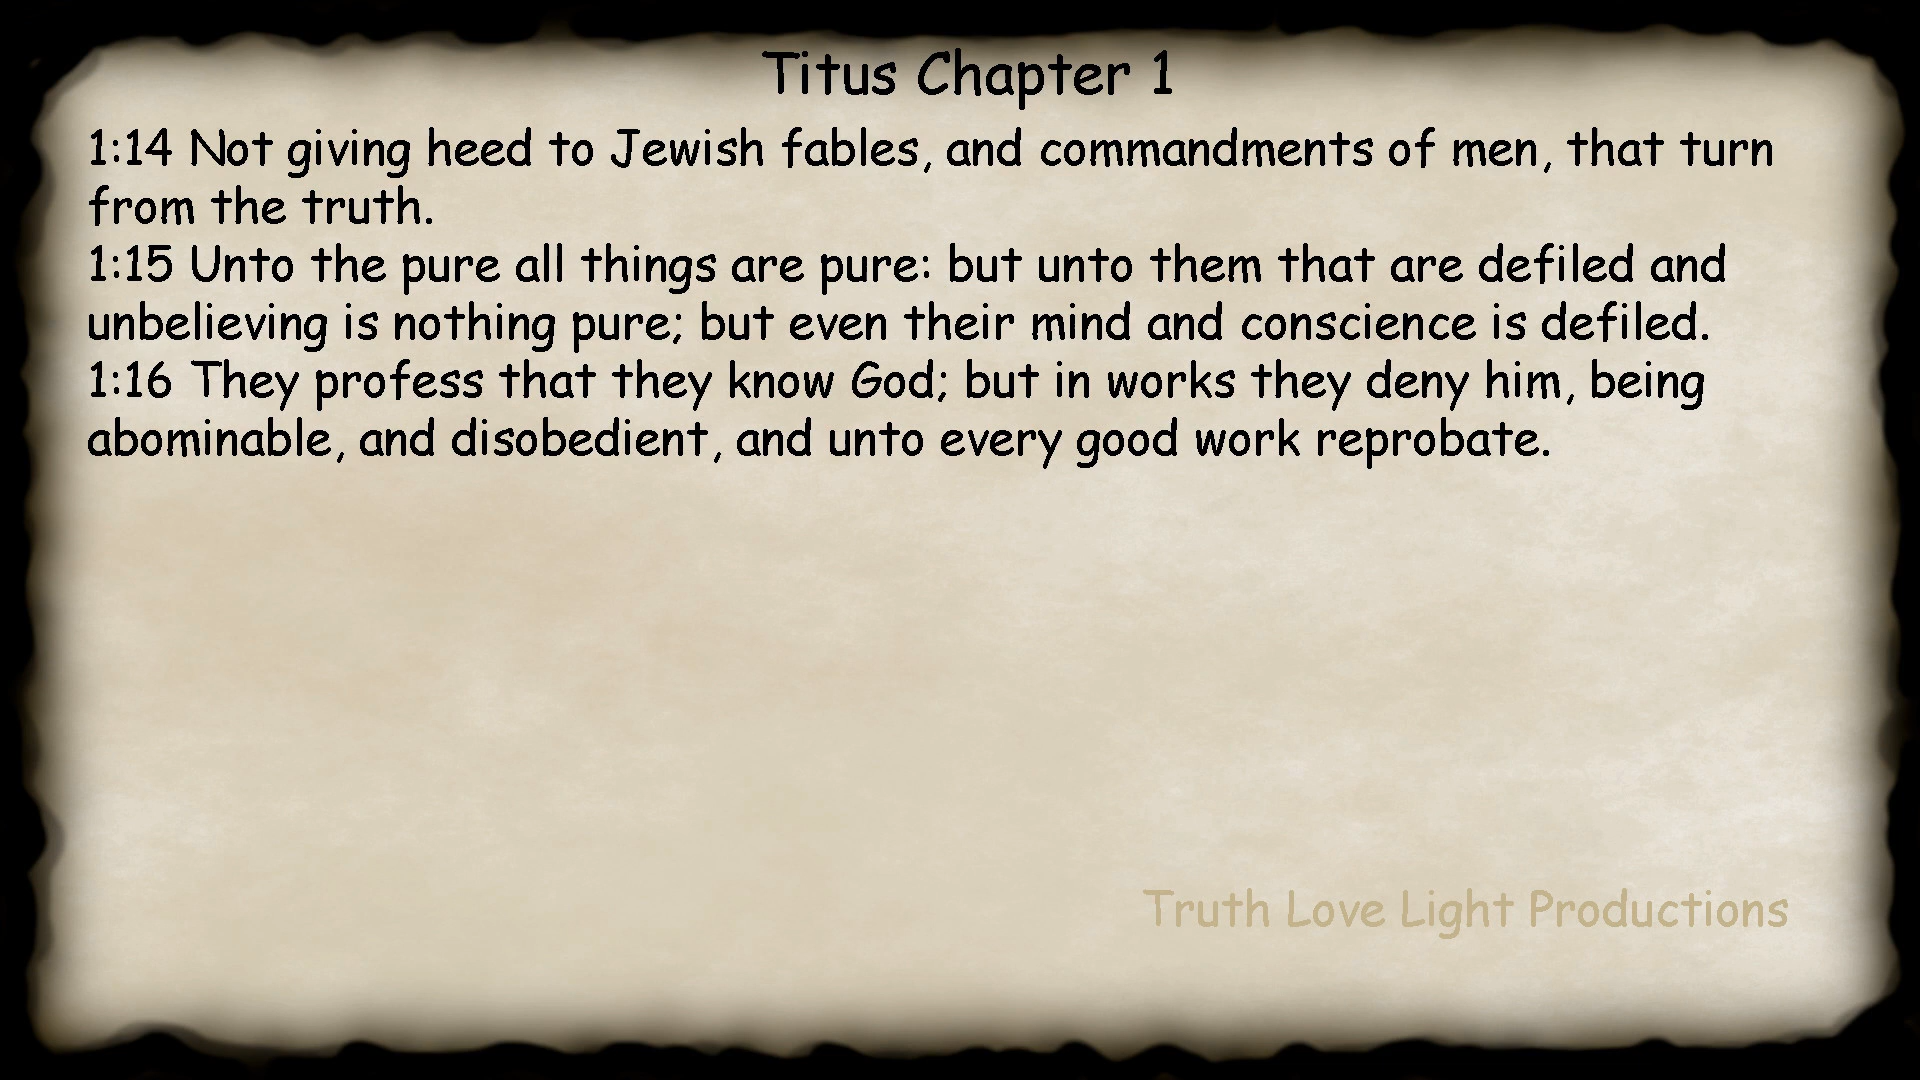 Titus Chapter 1
1:14 Not giving heed to Jewish fables, and commandments of men, that turn
from the truth.
1:15 Unto the pure all things are pure: but unto them that are defiled and
unbelieving is nothing pure; but even their mind and conscience is defiled.
1:16 They profess that they know God; but in works they deny him, being
abominable, and disobedient, and unto every good work reprobate.
Truth Love Light Productions